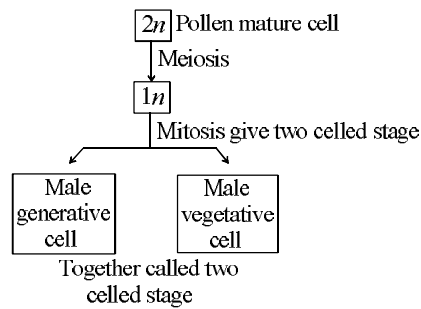 2n Pollen mature cell
Meiosis
1n
Mitosis give two celled stage
Male
generative
cell
Male
vegetative
cell
Together called two
celled stage